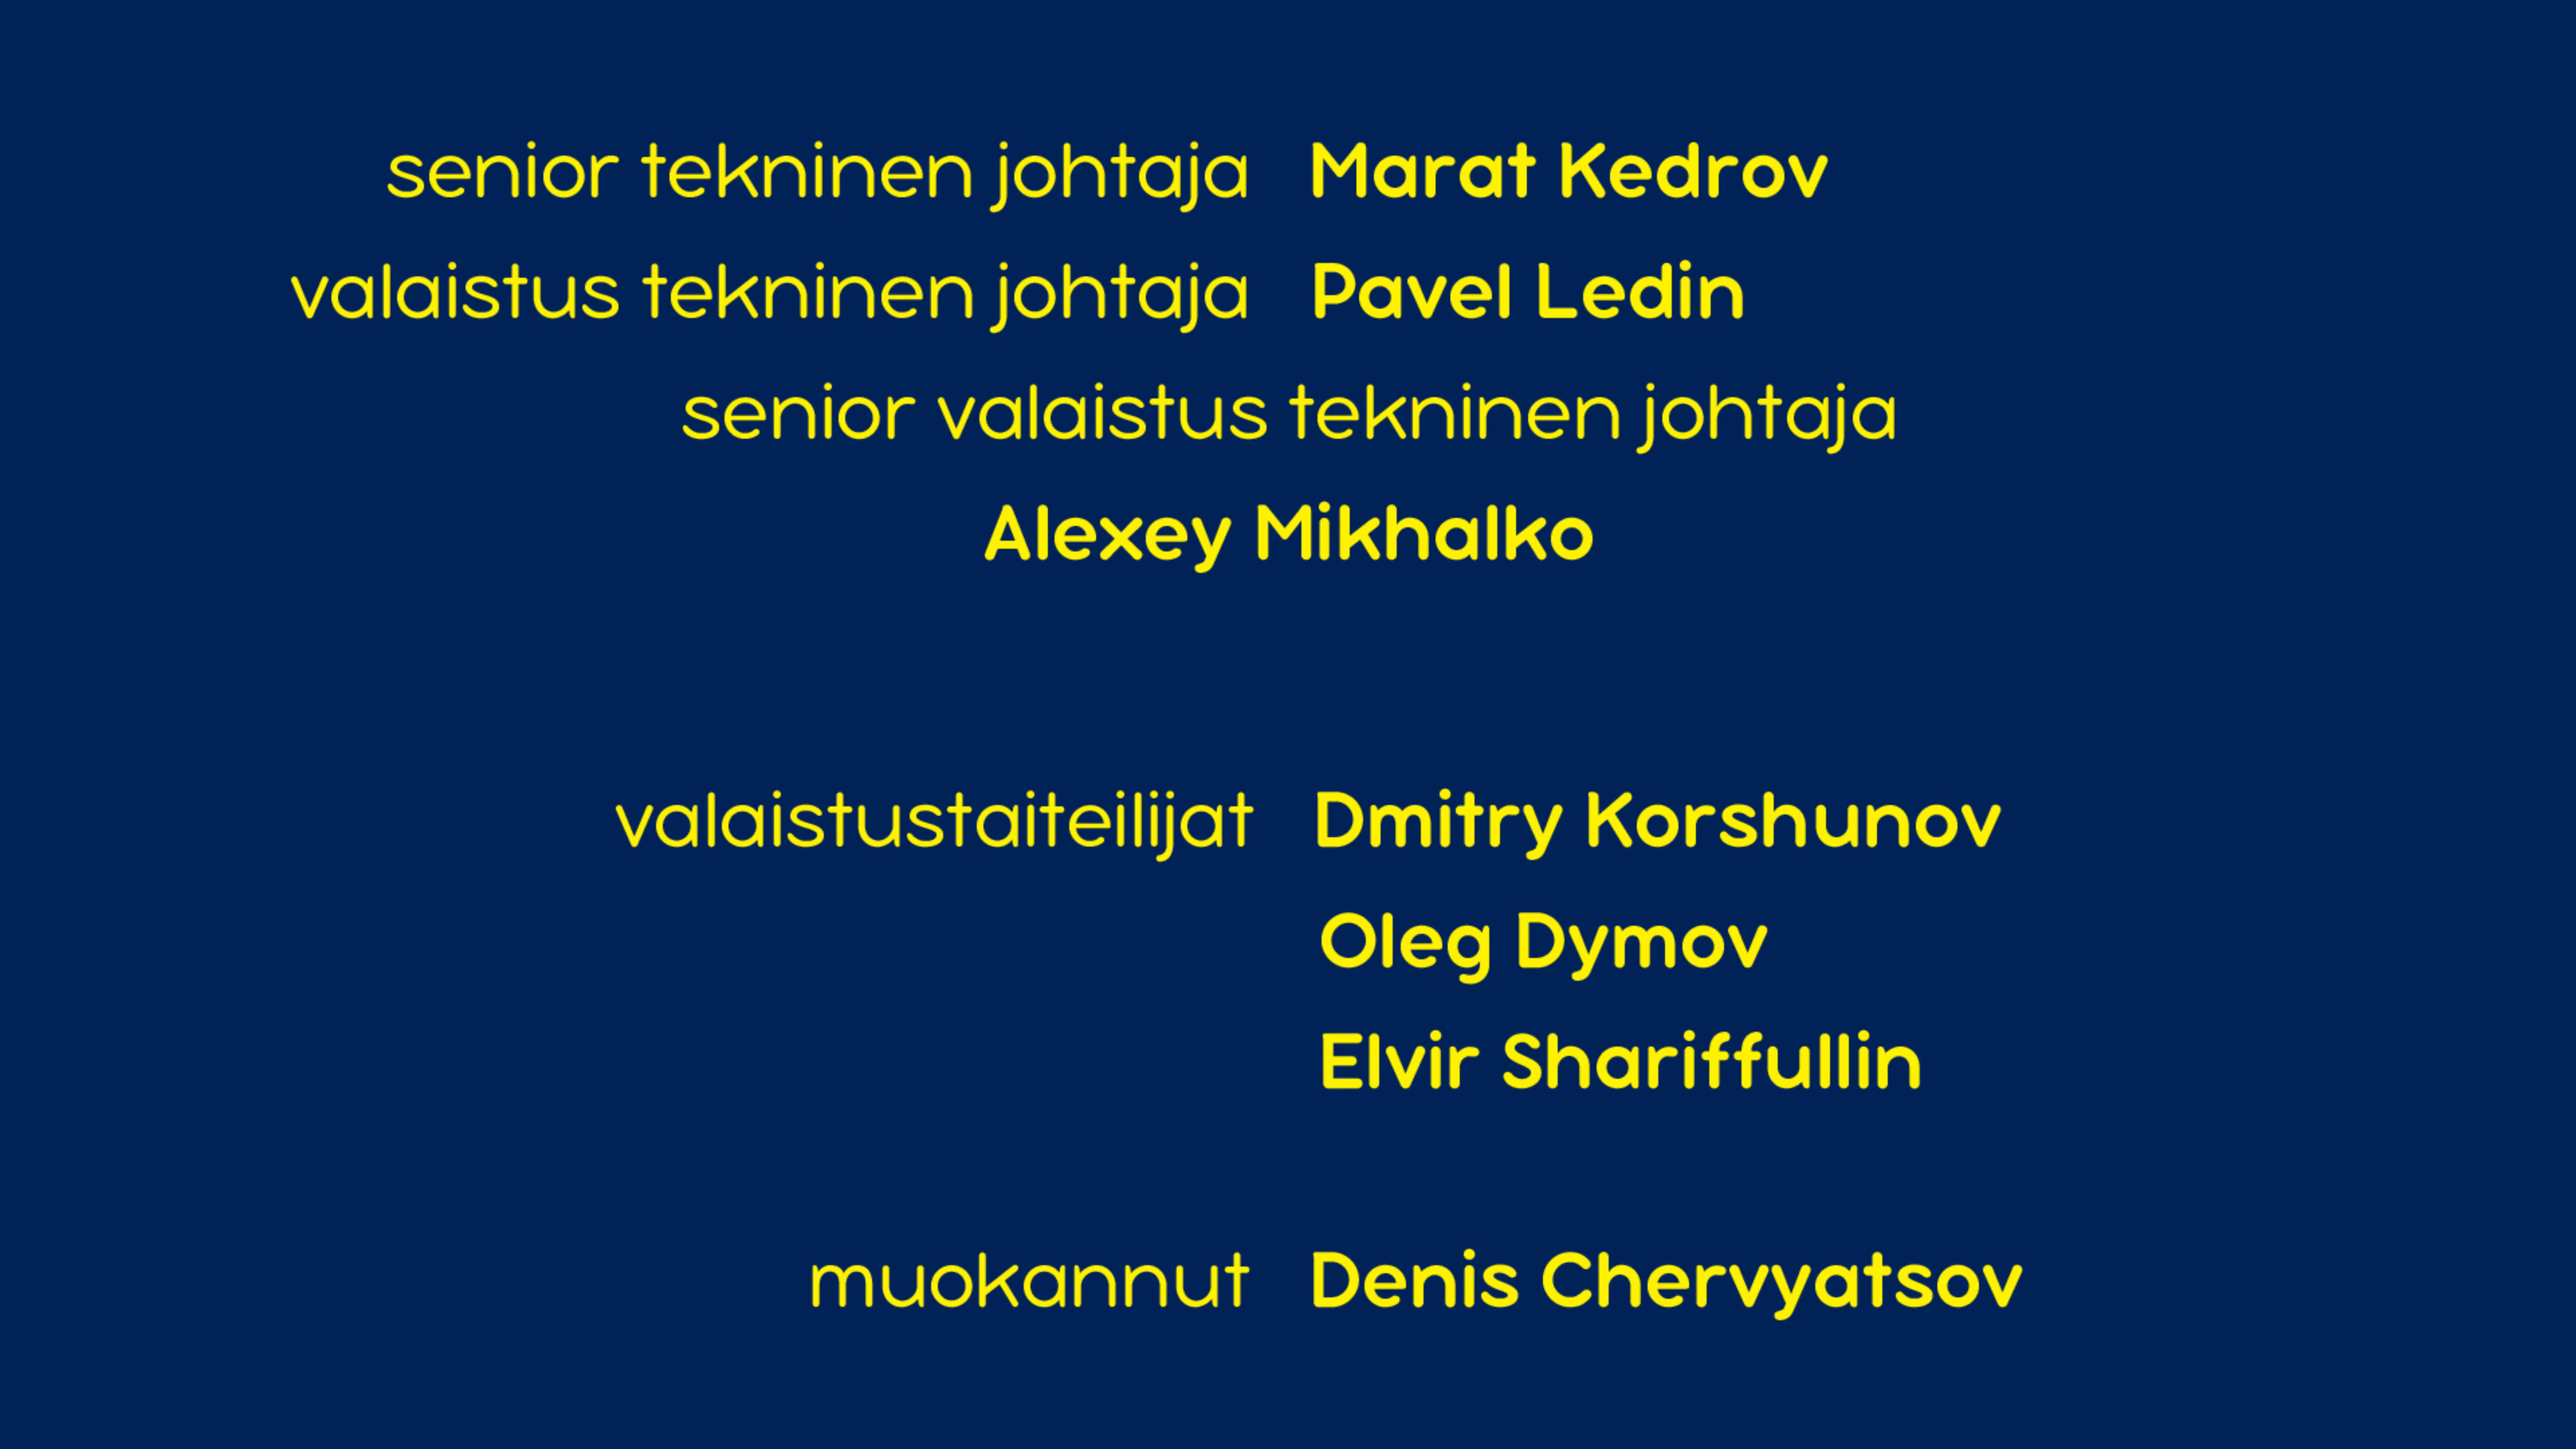 senior tekninen johtaja Marat Kedrov
valaistus tekninen johtaja Pavel Ledin
senior valaistus tekninen johtaja
Alexey Mikhalko
valaistustaiteilijat Dmitry Korshunov
Oleg Dymov
Elvir Shariffullin
muokannut Denis Chervyatsov